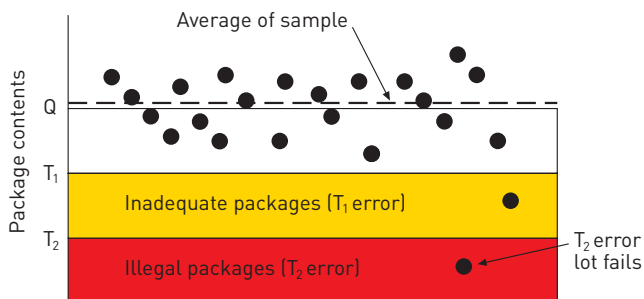 Average of sample
Package contents
Q
T1
Inadequate packages (T1 error)
T2
Illegal packages (T2 error)
T2 error
lot fails